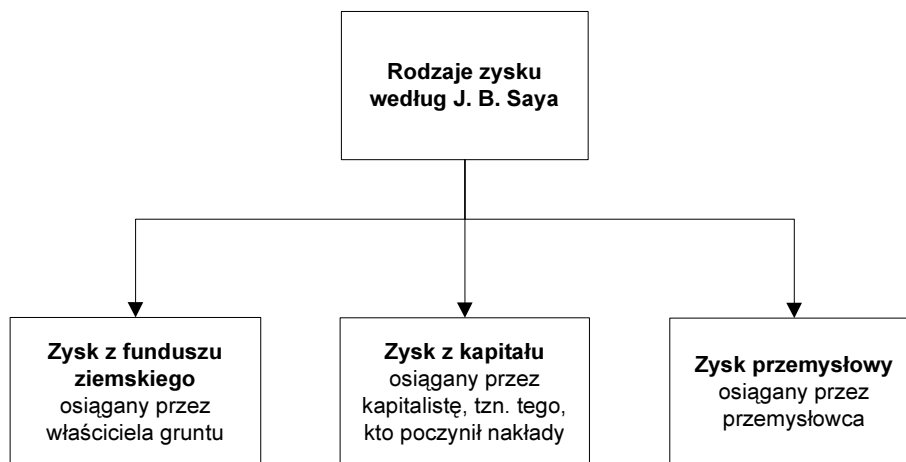 Rodzaje zysku
według J. B. Saya
Zysk z funduszu
ziemskiego
osiągany przez
właściciela gruntu
Zysk z kapitału
osiągany przez
kapitalistę, tzn. tego,
kto poczynił nakłady
Zysk przemysłowy
osiągany przez
przemysłowca